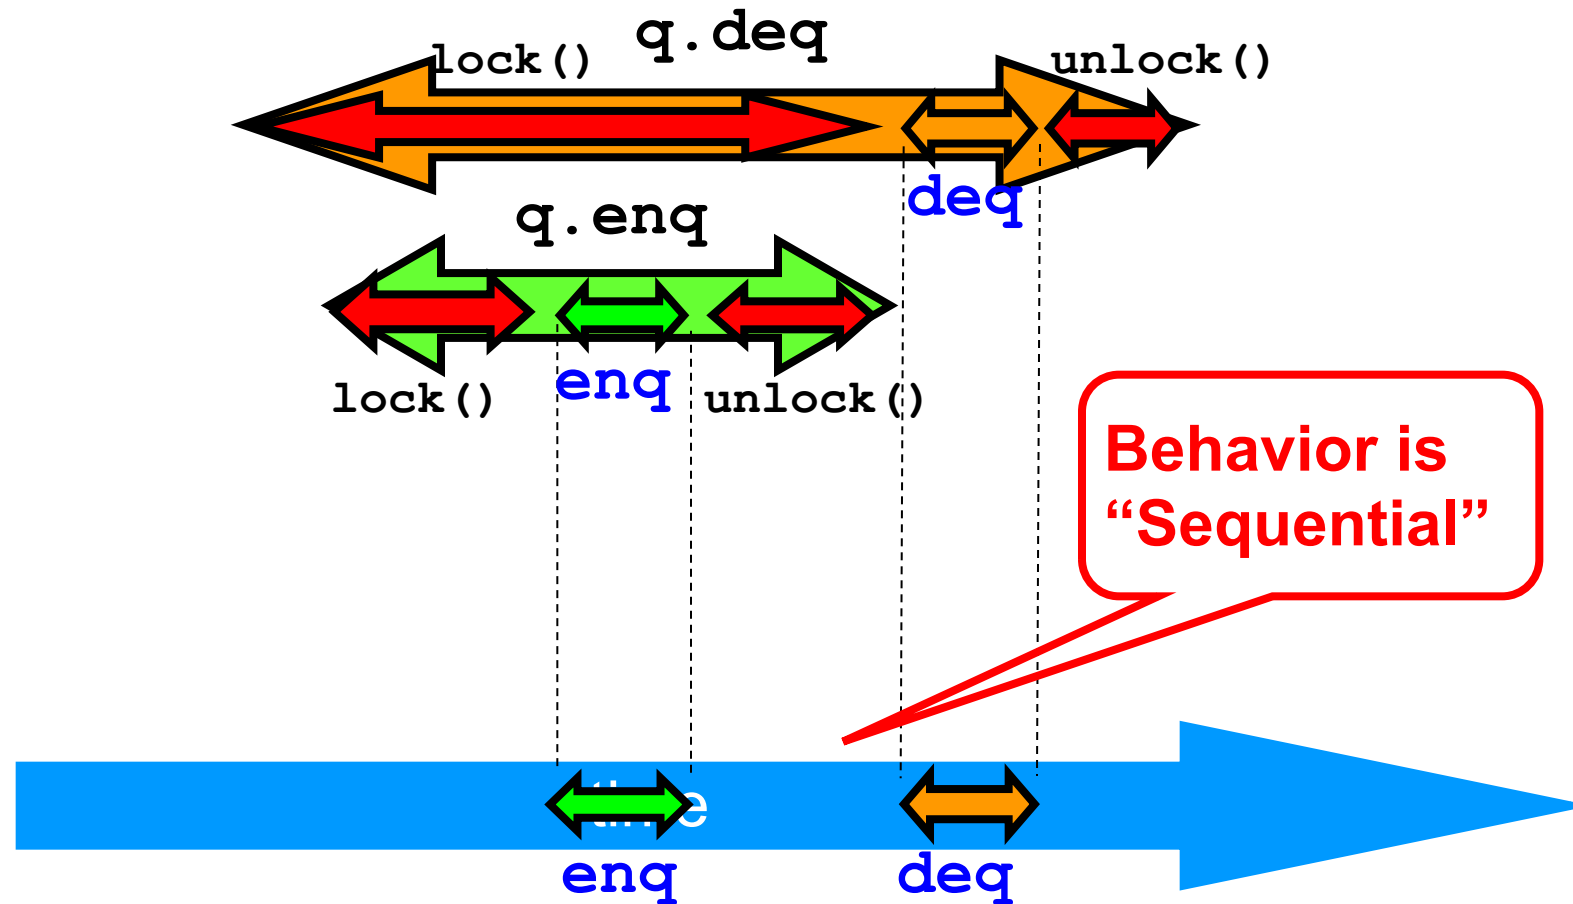 q.deq
lock()
unlock()
deq
q.enq
lock()
enq
unlock()
Behavior is
“Sequential”
enq
deq